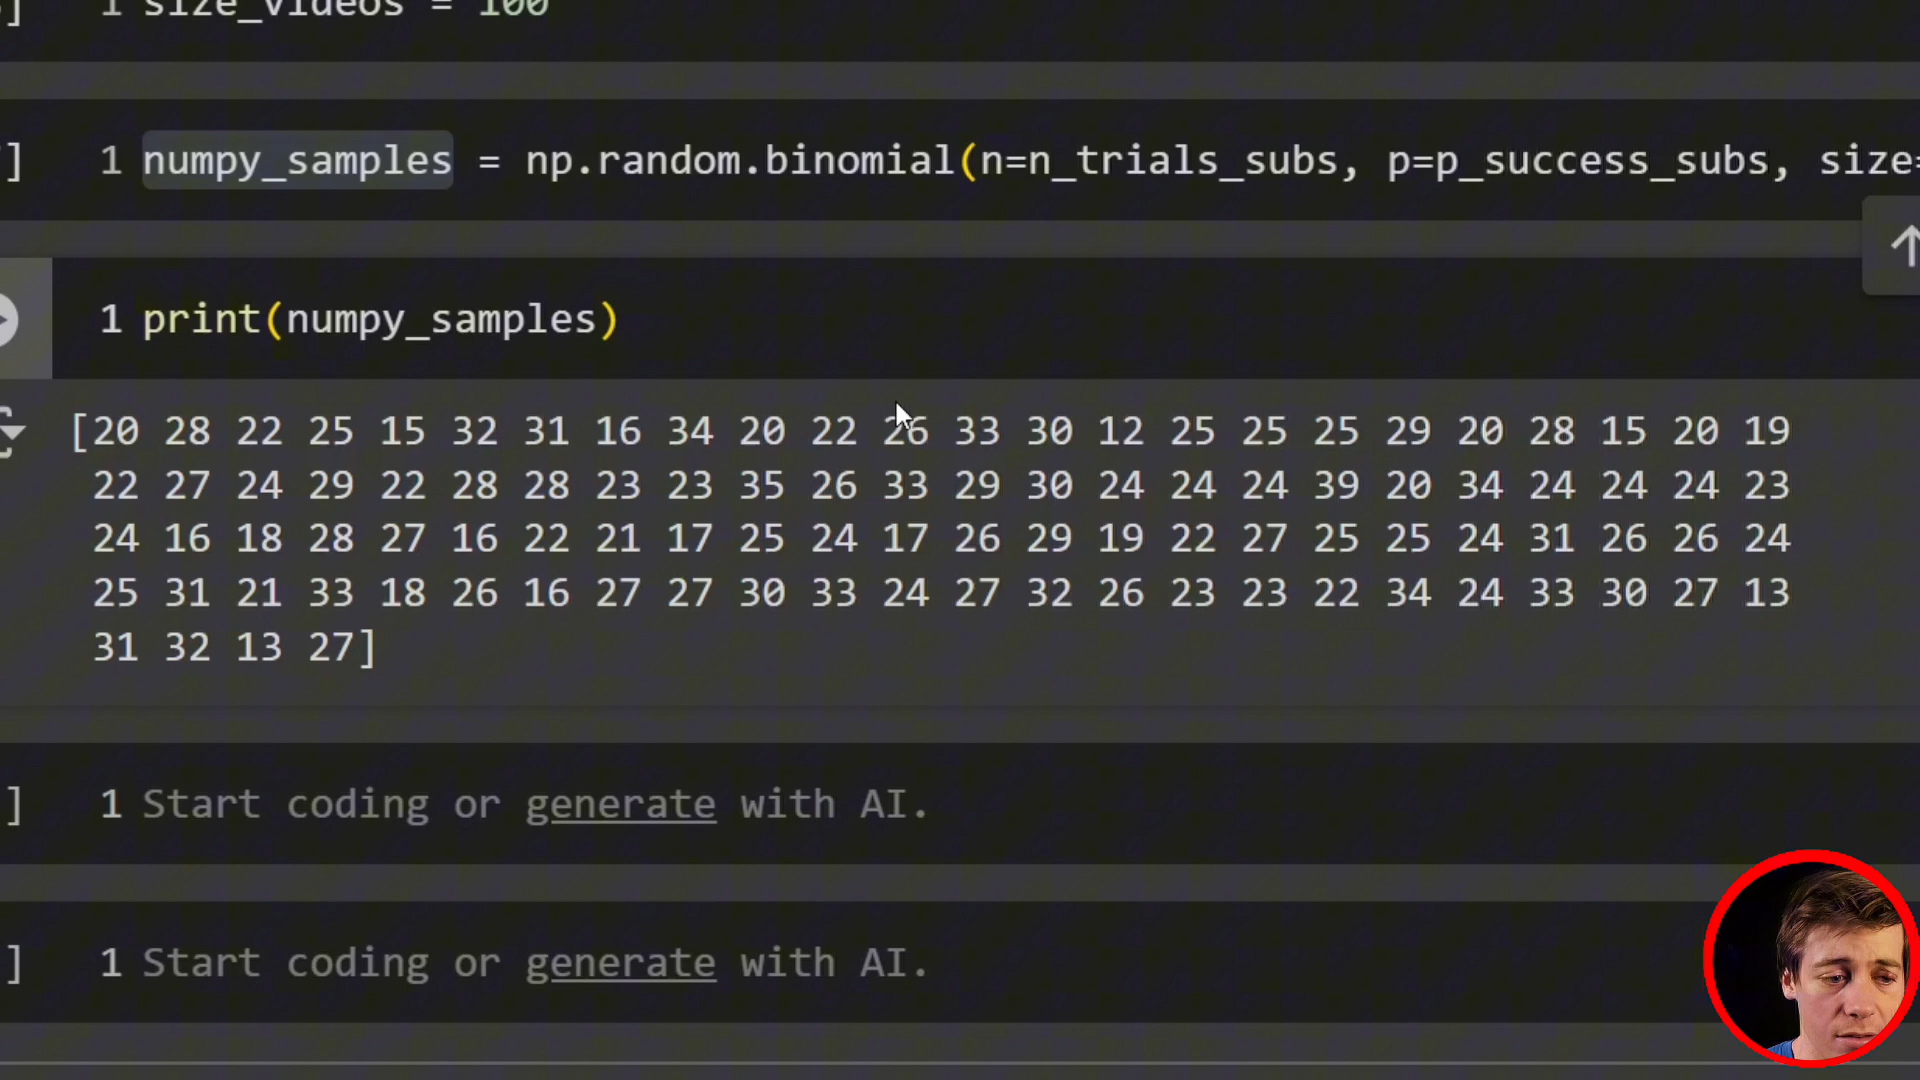 ] 1 size_videos = 100
] 1 numpy_samples = np.random.binomial(n=n_trials_subs, p=p_success_subs, size=
1 print(numpy_samples)
[20 28 22 25 15 32 31 16 34 20 22 26 33 30 12 25 25 25 29 20 28 15 20 19
22 27 24 29 22 28 28 23 23 35 26 33 29 30 24 24 24 39 20 34 24 24 24 23
24 16 18 28 27 16 22 21 17 25 24 17 26 29 19 22 27 25 25 24 31 26 26 24
25 31 21 33 18 26 16 27 27 30 33 24 27 32 26 23 23 22 34 24 33 30 27 13
31 32 13 27]
] 1 Start coding or generate with AI.
] 1 Start coding or generate with AI.